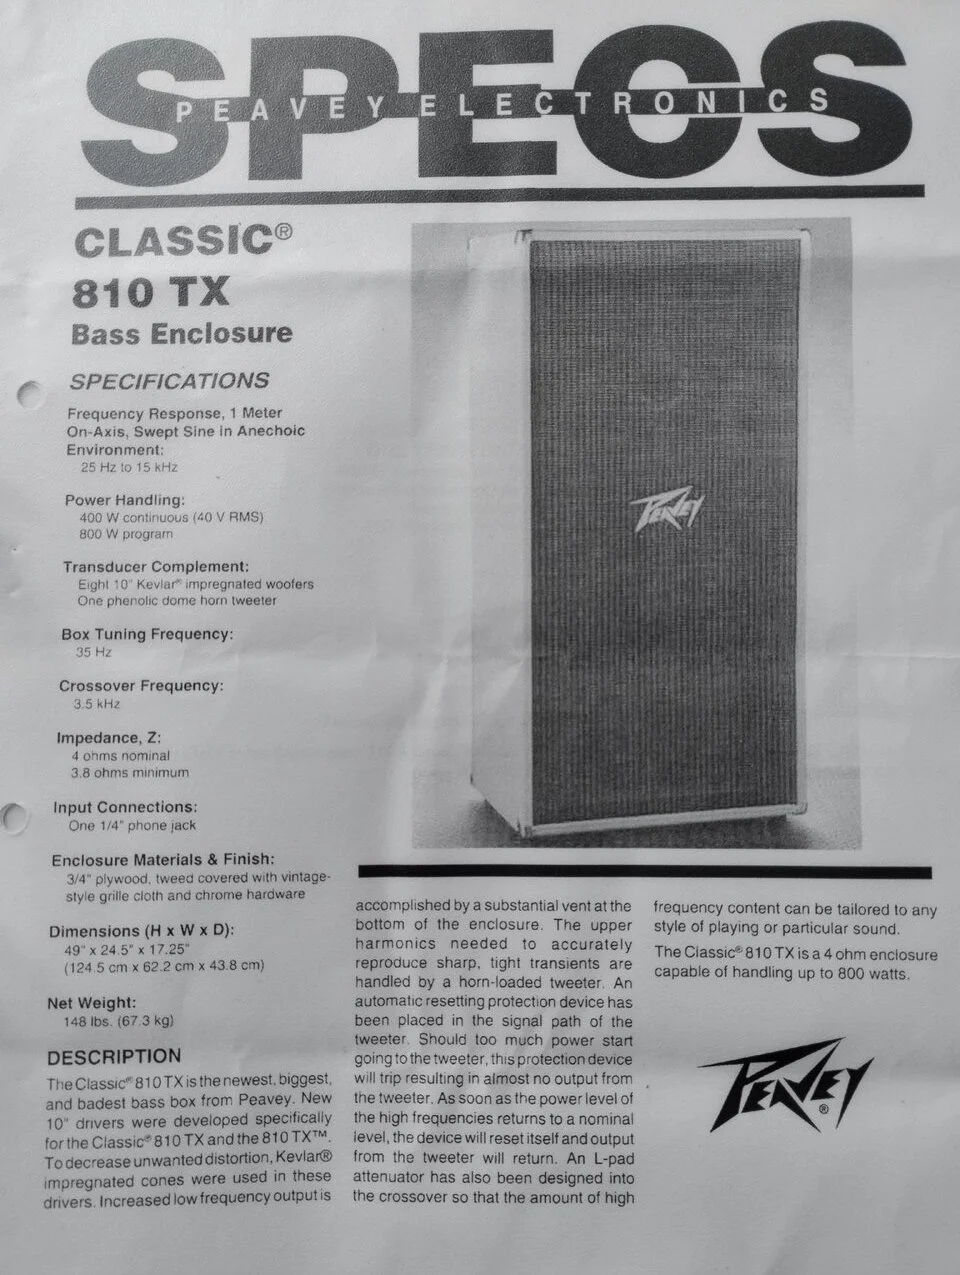 SPECS
PEAVEY ELECTRONICS
CLASSIC®
810 TX
Bass Enclosure
SPECIFICATIONS
Frequency Response, 1 Meter
On-Axis, Swept Sine in Anechoic
Environment:
25 Hz to 15 kHz
Power Handling:
400 W continuous (40 V RMS)
800 W program
Transducer Complement:
Eight 10" Kevlar® impregnated woofers
One phenolic dome horn tweeter
Box Tuning Frequency:
35 Hz
Crossover Frequency:
3.5 kHz
Impedance, Z:
4 ohms nominal
3.8 ohms minimum
Input Connections:
One 1/4" phone jack
Enclosure Materials & Finish:
3/4" plywood, tweed covered with vintage-
style grille cloth and chrome hardware
Dimensions (H x W x D):
49" x 24.5" x 17.25"
(124.5 cm x 62.2 cm x 43.8 cm)
Net Weight:
148 lbs. (67.3 kg)
DESCRIPTION
The Classic® 810 TX is the newest, biggest,
and badest bass box from Peavey. New
10" drivers were developed specifically
for the Classic® 810 TX and the 810 TX™.
To decrease unwanted distortion, Kevlar®
impregnated cones were used in these
drivers. Increased low frequency output is
PEAVEY
accomplished by a substantial vent at the
bottom of the enclosure. The upper
harmonics needed to accurately
reproduce sharp, tight transients are
handled by a horn-loaded tweeter. An
automatic resetting protection device has
been placed in the signal path of the
tweeter. Should too much power start
going to the tweeter, this protection device
will trip resulting in almost no output from
the tweeter. As soon as the power level of
the high frequencies returns to a nominal
level, the device will reset itself and output
from the tweeter will return. An L-pad
attenuator has also been designed into
the crossover so that the amount of high
frequency content can be tailored to any
style of playing or particular sound.
The Classic® 810 TX is a 4 ohm enclosure
capable of handling up to 800 watts.
PEAVEY®